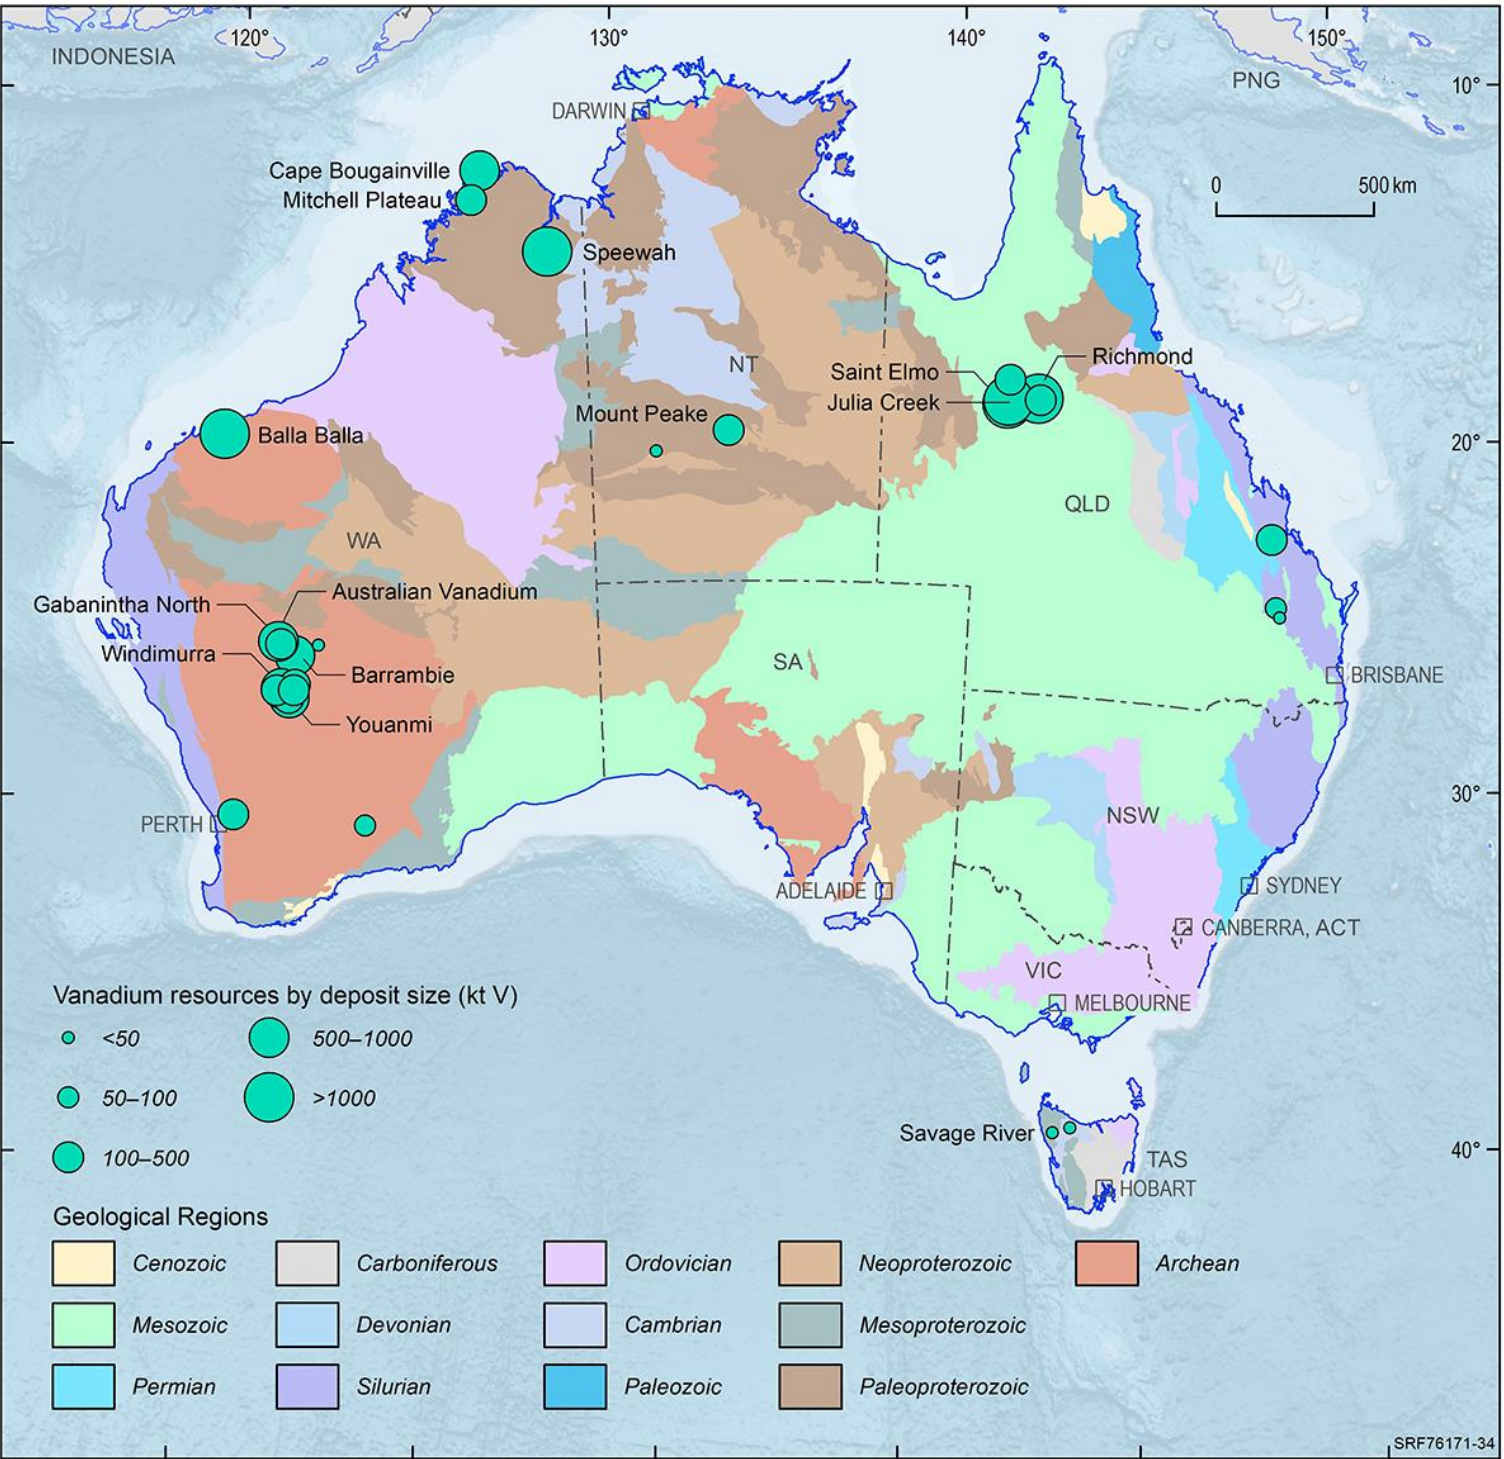 120°
130°
140°
150°
INDONESIA
PNG
10°
DARWIN
Cape Bougainville
Mitchell Plateau
0 500 km
Speewah
Richmond
NT
Saint Elmo
Julia Creek
Mount Peake
Balla Balla
20°
QLD
WA
Australian Vanadium
Gabanintha North
Windimurra
SA
Barrambie
BRISBANE
Youanmi
30°
NSW
PERTH
ADELAIDE
SYDNEY
CANBERRA, ACT
VIC
MELBOURNE
Vanadium resources by deposit size (kt V)
<50
500–1000
50–100
>1000
100–500
Savage River
40°
TAS
HOBART
Geological Regions
Cenozoic
Carboniferous
Ordovician
Neoproterozoic
Archean
Mesozoic
Devonian
Cambrian
Mesoproterozoic
Permian
Silurian
Paleozoic
Paleoproterozoic
SRF76171-34